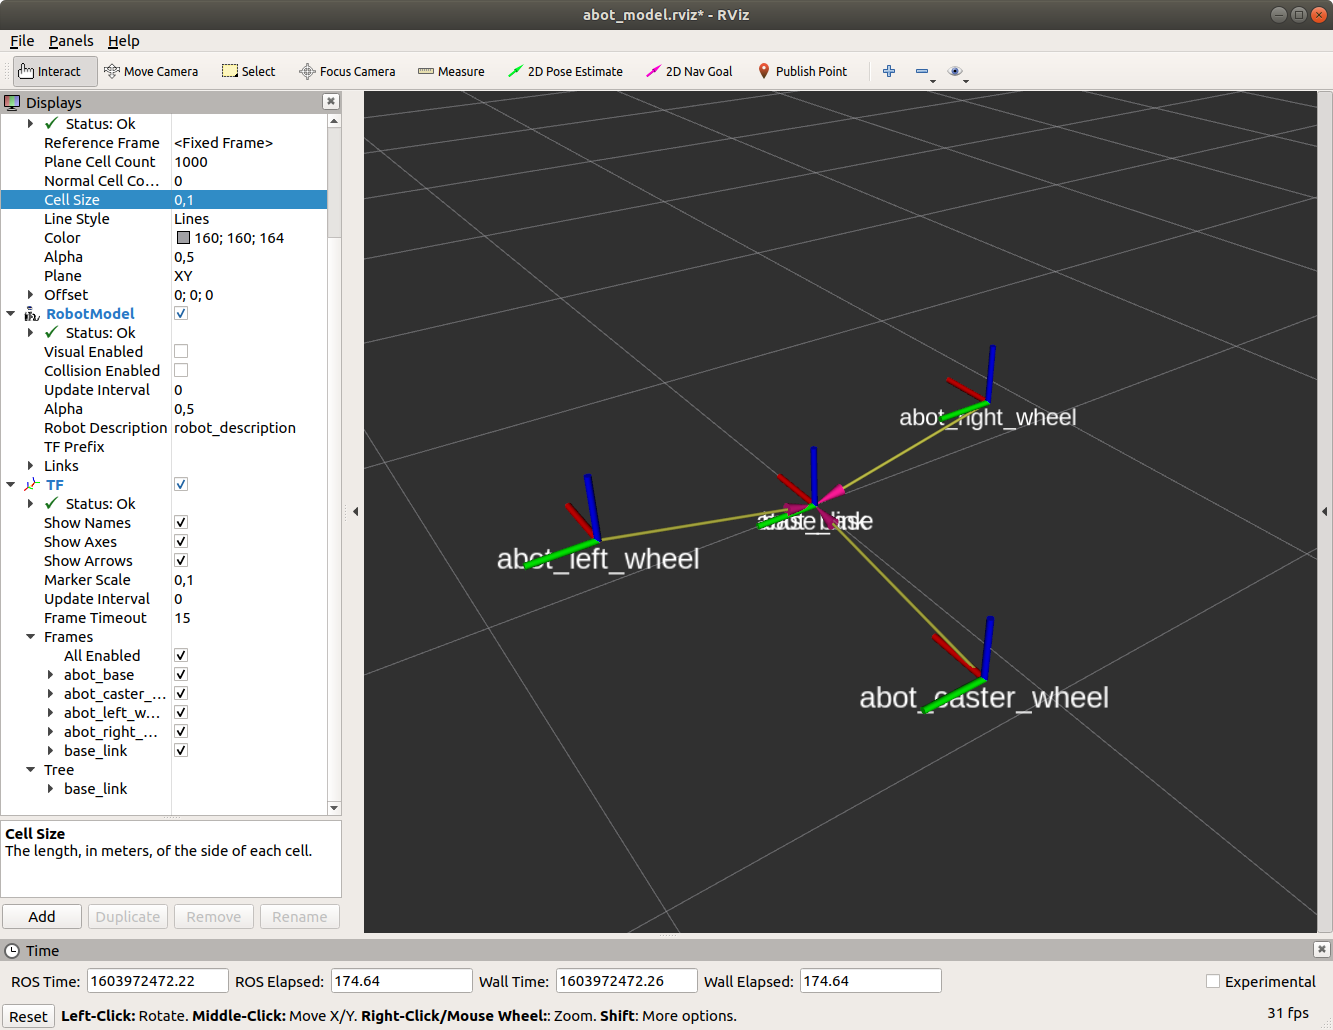 abot_model.rviz* - RViz
File Panels Help
Interact Move Camera Select Focus Camera Measure 2D Pose Estimate 2D Nav Goal Publish Point
Displays
Status: Ok
Reference Frame <Fixed Frame>
Plane Cell Count 1000
Normal Cell Co... 0
Cell Size 0,1
Line Style Lines
Color 160; 160; 164
Alpha 0,5
Plane XY
Offset 0; 0; 0
RobotModel
Status: Ok
Visual Enabled
Collision Enabled
Update Interval 0
Alpha 0,5
Robot Description robot_description
TF Prefix
Links
TF
Status: Ok
Show Names
Show Axes
Show Arrows
Marker Scale 0,1
Update Interval 0
Frame Timeout 15
Frames
All Enabled
abot_base
abot_caster_...
abot_left_w...
abot_right_...
base_link
Tree
base_link
Cell Size
The length, in meters, of the side of each cell.
Add Duplicate Remove Rename
abot_right_wheel
abot_left_wheel
abot_caster_wheel
Time
ROS Time: 1603972472.22 ROS Elapsed: 174.64 Wall Time: 1603972472.26 Wall Elapsed: 174.64 Experimental
Reset Left-Click: Rotate. Middle-Click: Move X/Y. Right-Click/Mouse Wheel:: Zoom. Shift: More options. 31 fps